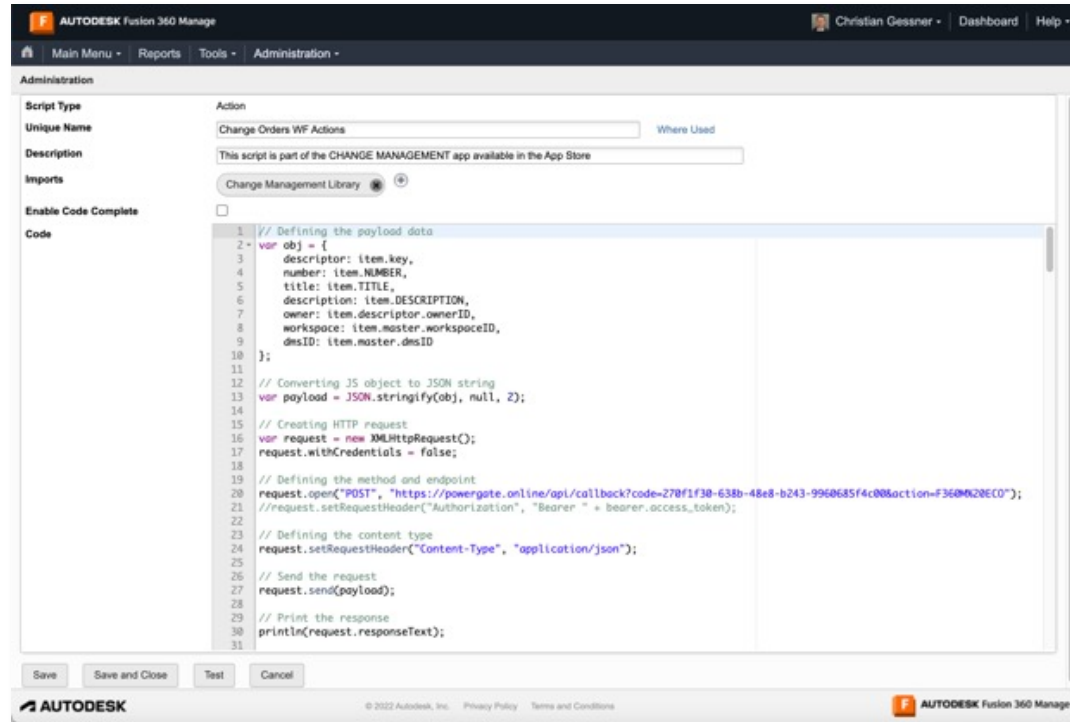 AUTODESK Fusion 360 Manage
Christian Gessner Dashboard Help
Main Menu Reports Tools Administration
Administration
Script Type Action
Unique Name Change Orders WF Actions Where Used
Description This script is part of the CHANGE MANAGEMENT app available in the App Store
Imports Change Management Library
Enable Code Complete
Code
1 // Defining the payload data
2 var obj = {
3 descriptor: item.key,
4 number: item.NUMBER,
5 title: item.TITLE,
6 description: item.DESCRIPTION,
7 owner: item.descriptor.ownerID,
8 workspace: item.master.workspaceID,
9 dmsID: item.master.dmsID
10 };
11
12 // Converting JS object to JSON string
13 var payload = JSON.stringify(obj, null, 2);
14
15 // Creating HTTP request
16 var request = new XMLHttpRequest();
17 request.withCredentials = false;
18
19 // Defining the method and endpoint
20 request.open("POST", "https://powergate.online/api/callback?code=270f1f30-638b-48e8-b243-9960685f4c00&action=F360M%20ECO");
21 //request.setRequestHeader("Authorization", "Bearer " + bearer.access_token);
22
23 // Defining the content type
24 request.setRequestHeader("Content-Type", "application/json");
25
26 // Send the request
27 request.send(payload);
28
29 // Print the response
30 println(request.responseText);
31
Save Save and Close Test Cancel
AUTODESK © 2022 Autodesk, Inc. Privacy Policy Terms and Conditions AUTODESK Fusion 360 Manage